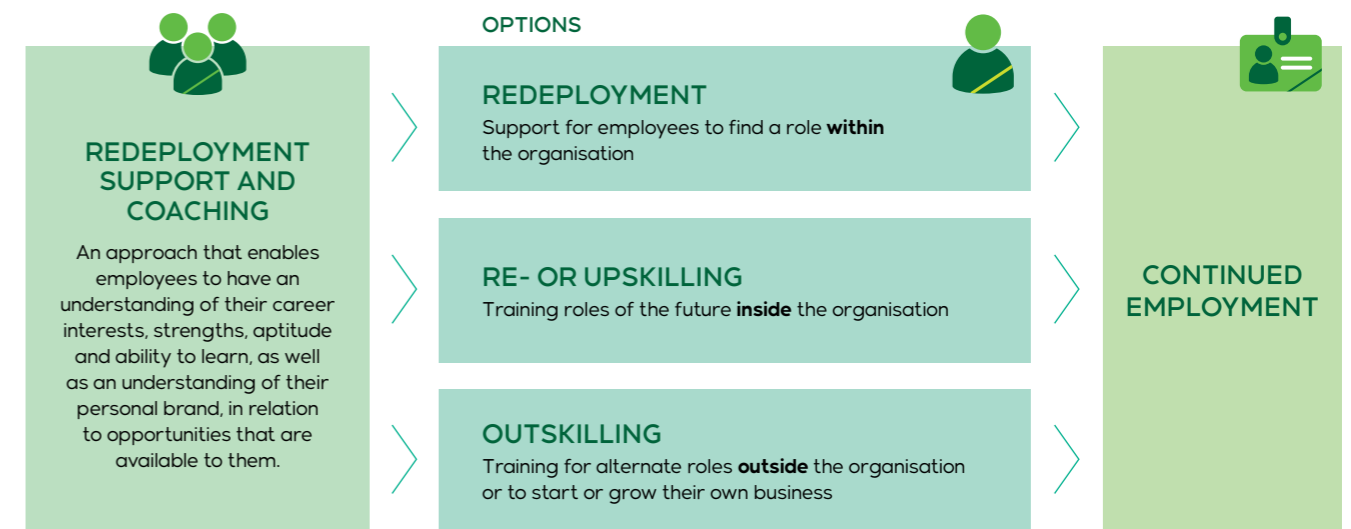 REDEPLOYMENT
SUPPORT AND
COACHING
An approach that enables
employees to have an
understanding of their career
interests, strengths, aptitude
and ability to learn, as well
as an understanding of their
personal brand, in relation
to opportunities that are
available to them.
OPTIONS
REDEPLOYMENT
Support for employees to find a role within
the organisation
RE- OR UPSKILLING
Training roles of the future inside the organisation
OUTSKILLING
Training for alternate roles outside the organisation
or to start or grow their own business
CONTINUED
EMPLOYMENT